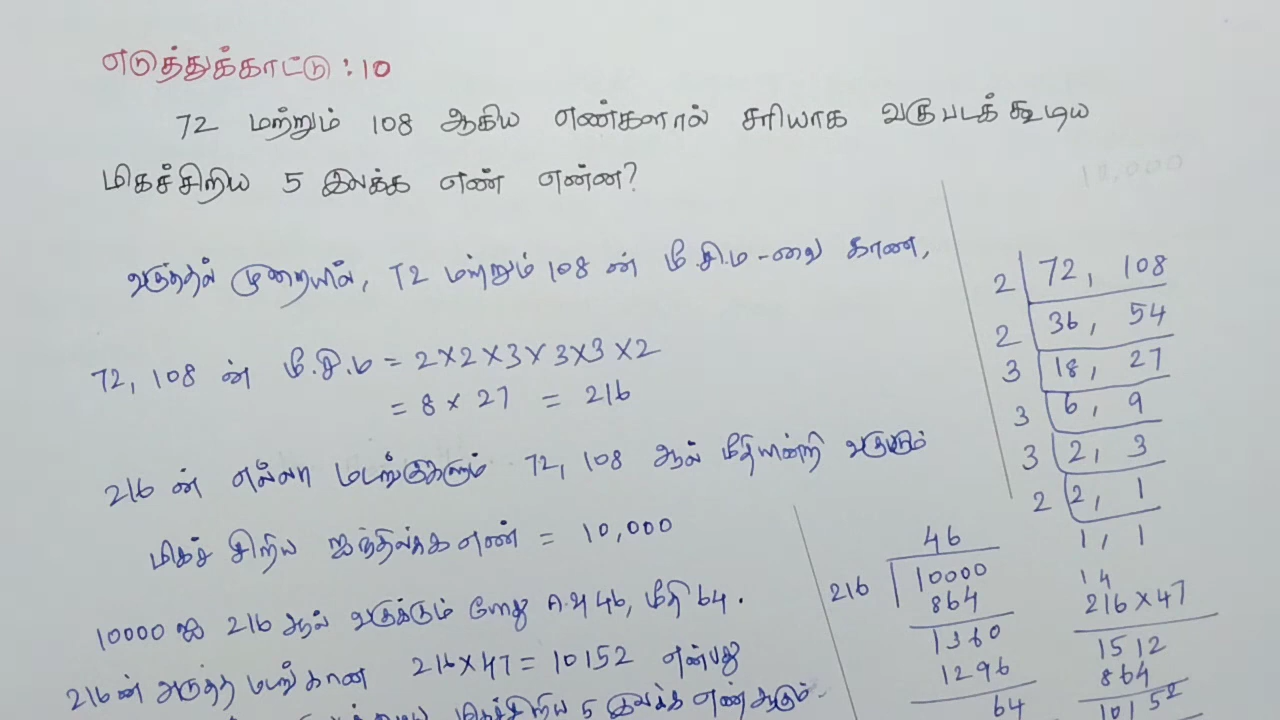 எடுத்துக்காட்டு : 10
72 மற்றும் 108 ஆகிய எண்களால் சரியாக வகுபடக் கூடிய
மிகச்சிறிய 5 இலக்க எண் என்ன?
வகுத்தல் முறையில், 72 மற்றும் 108 ன் மீ.சி.ம - வை காண,
72, 108 ன் மீ.சி.ம = 2×2×3×3×3×2
= 8 × 27 = 216
216 ன் எல்லா மடங்குகளும் 72, 108 ஆல் மீதியின்றி வகுபடும்
மிகச் சிறிய ஐந்திலக்க எண் = 10,000
10000 ஐ 216 ஆல் வகுக்கும் போது ஈ.வு 46, மீதி 64.
216 ன் அடுத்த மடங்கான 216×47 = 10152 என்பது
மிகச்சிறிய 5 இலக்க எண் ஆகும்.
2 72, 108
2 36, 54
3 18, 27
3 6, 9
3 2, 3
2 2, 1
1, 1
46
216 10000
864
1360
1296
64
14
216×47
1512
864
10152